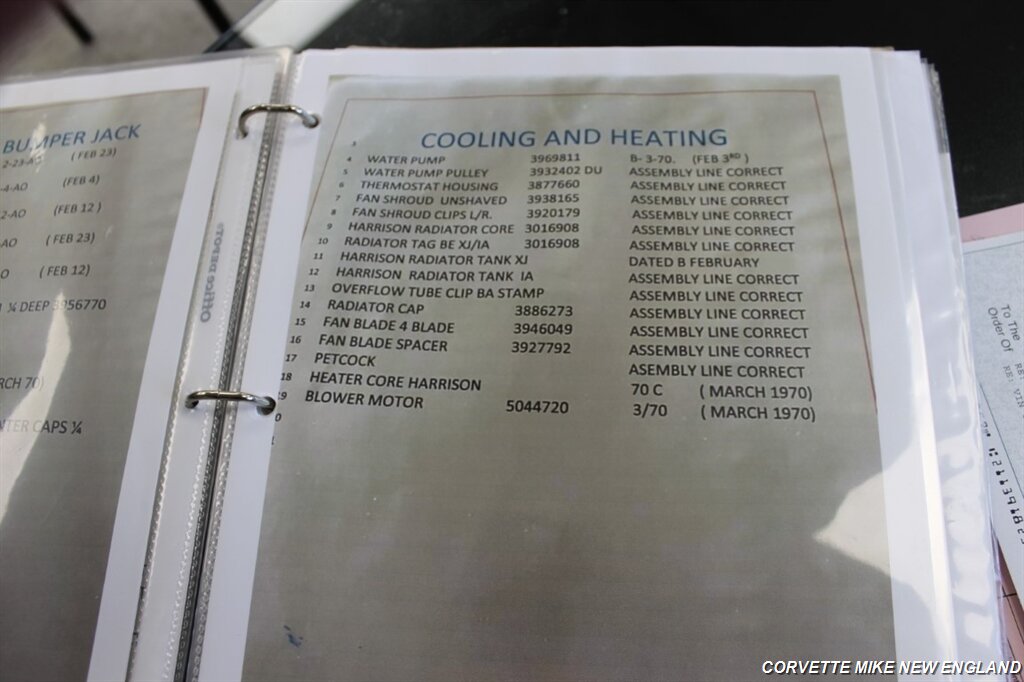 BUMPER JACK
2-23-AO (FEB 23)
-4-AO (FEB 4)
2-AO (FEB 12 )
AO ( FEB 23)
O ( FEB 12)
¼ DEEP 3956770
RCH 70)
NTER CAPS ¼
Office DEPOT
COOLING AND HEATING
3
4 WATER PUMP 3969811 B- 3-70. (FEB 3RD )
5 WATER PUMP PULLEY 3932402 DU ASSEMBLY LINE CORRECT
6 THERMOSTAT HOUSING 3877660 ASSEMBLY LINE CORRECT
7 FAN SHROUD UNSHAVED 3938165 ASSEMBLY LINE CORRECT
8 FAN SHROUD CLIPS L/R. 3920179 ASSEMBLY LINE CORRECT
9 HARRISON RADIATOR CORE 3016908 ASSEMBLY LINE CORRECT
10 RADIATOR TAG BE XJ/IA 3016908 ASSEMBLY LINE CORRECT
11 HARRISON RADIATOR TANK XJ DATED B FEBRUARY
12 HARRISON RADIATOR TANK IA ASSEMBLY LINE CORRECT
13 OVERFLOW TUBE CLIP BA STAMP ASSEMBLY LINE CORRECT
14 RADIATOR CAP 3886273 ASSEMBLY LINE CORRECT
15 FAN BLADE 4 BLADE 3946049 ASSEMBLY LINE CORRECT
16 FAN BLADE SPACER 3927792 ASSEMBLY LINE CORRECT
17 PETCOCK ASEMBLY LINE CORRECT
18 HEATER CORE HARRISON 70 C ( MARCH 1970)
19 BLOWER MOTOR 5044720 3/70 ( MARCH 1970)
0
To The
Order Of
RE: VIN
CORVETTE MIKE NEW ENGLAND